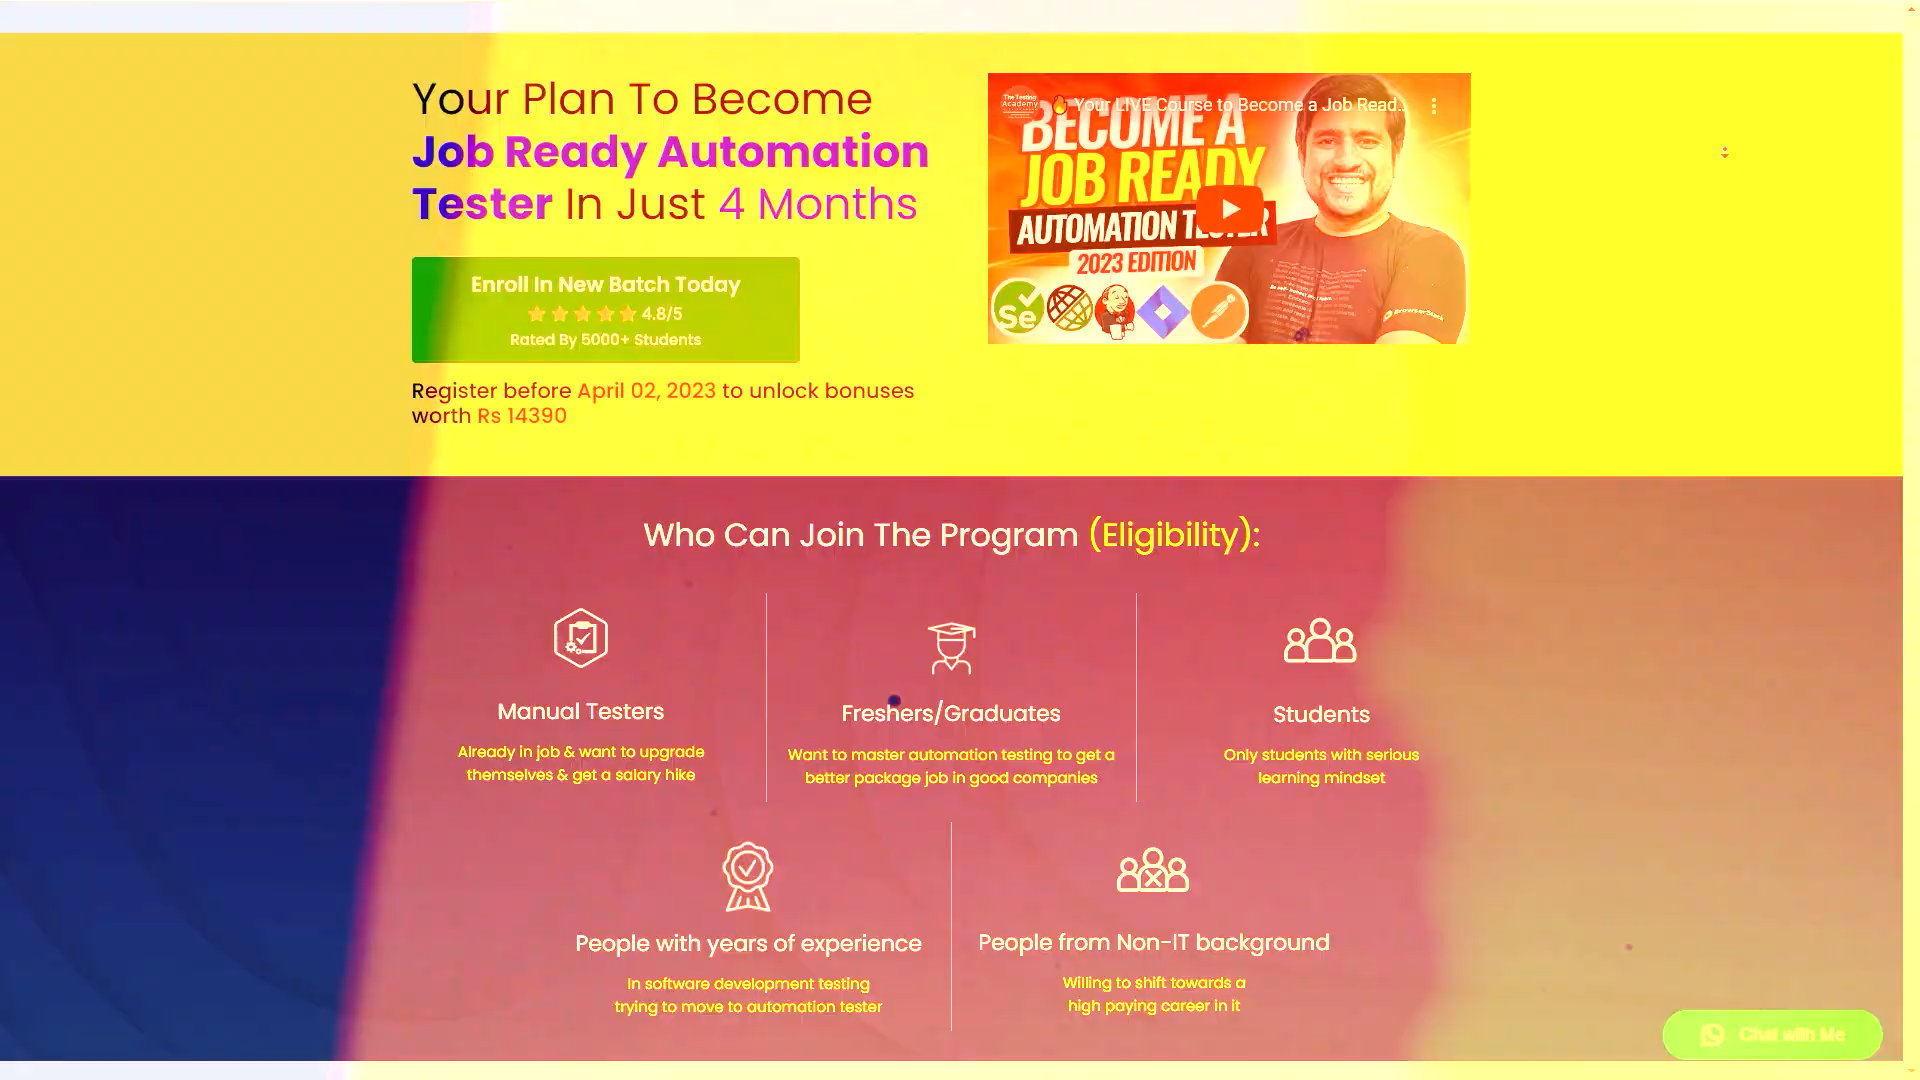 Your Plan To Become
Job Ready Automation
Tester In Just 4 Months
Enroll In New Batch Today
4.8/5
Rated By 5000+ Students
Register before April 02, 2023 to unlock bonuses
worth Rs 14390
The Testing
Academy
🔥 Your LIVE Course to Become a Job Read...
BECOME A
JOB READY
AUTOMATION TESTER
2023 EDITION
Se
BrowserStack
Who Can Join The Program (Eligibility):
Manual Testers
Already in job & want to upgrade
themselves & get a salary hike
Freshers/Graduates
Want to master automation testing to get a
better package job in good companies
Students
Only students with serious
learning mindset
People with years of experience
In software development testing
trying to move to automation tester
People from Non-IT background
Willing to shift towards a
high paying career in it
Chat with Me